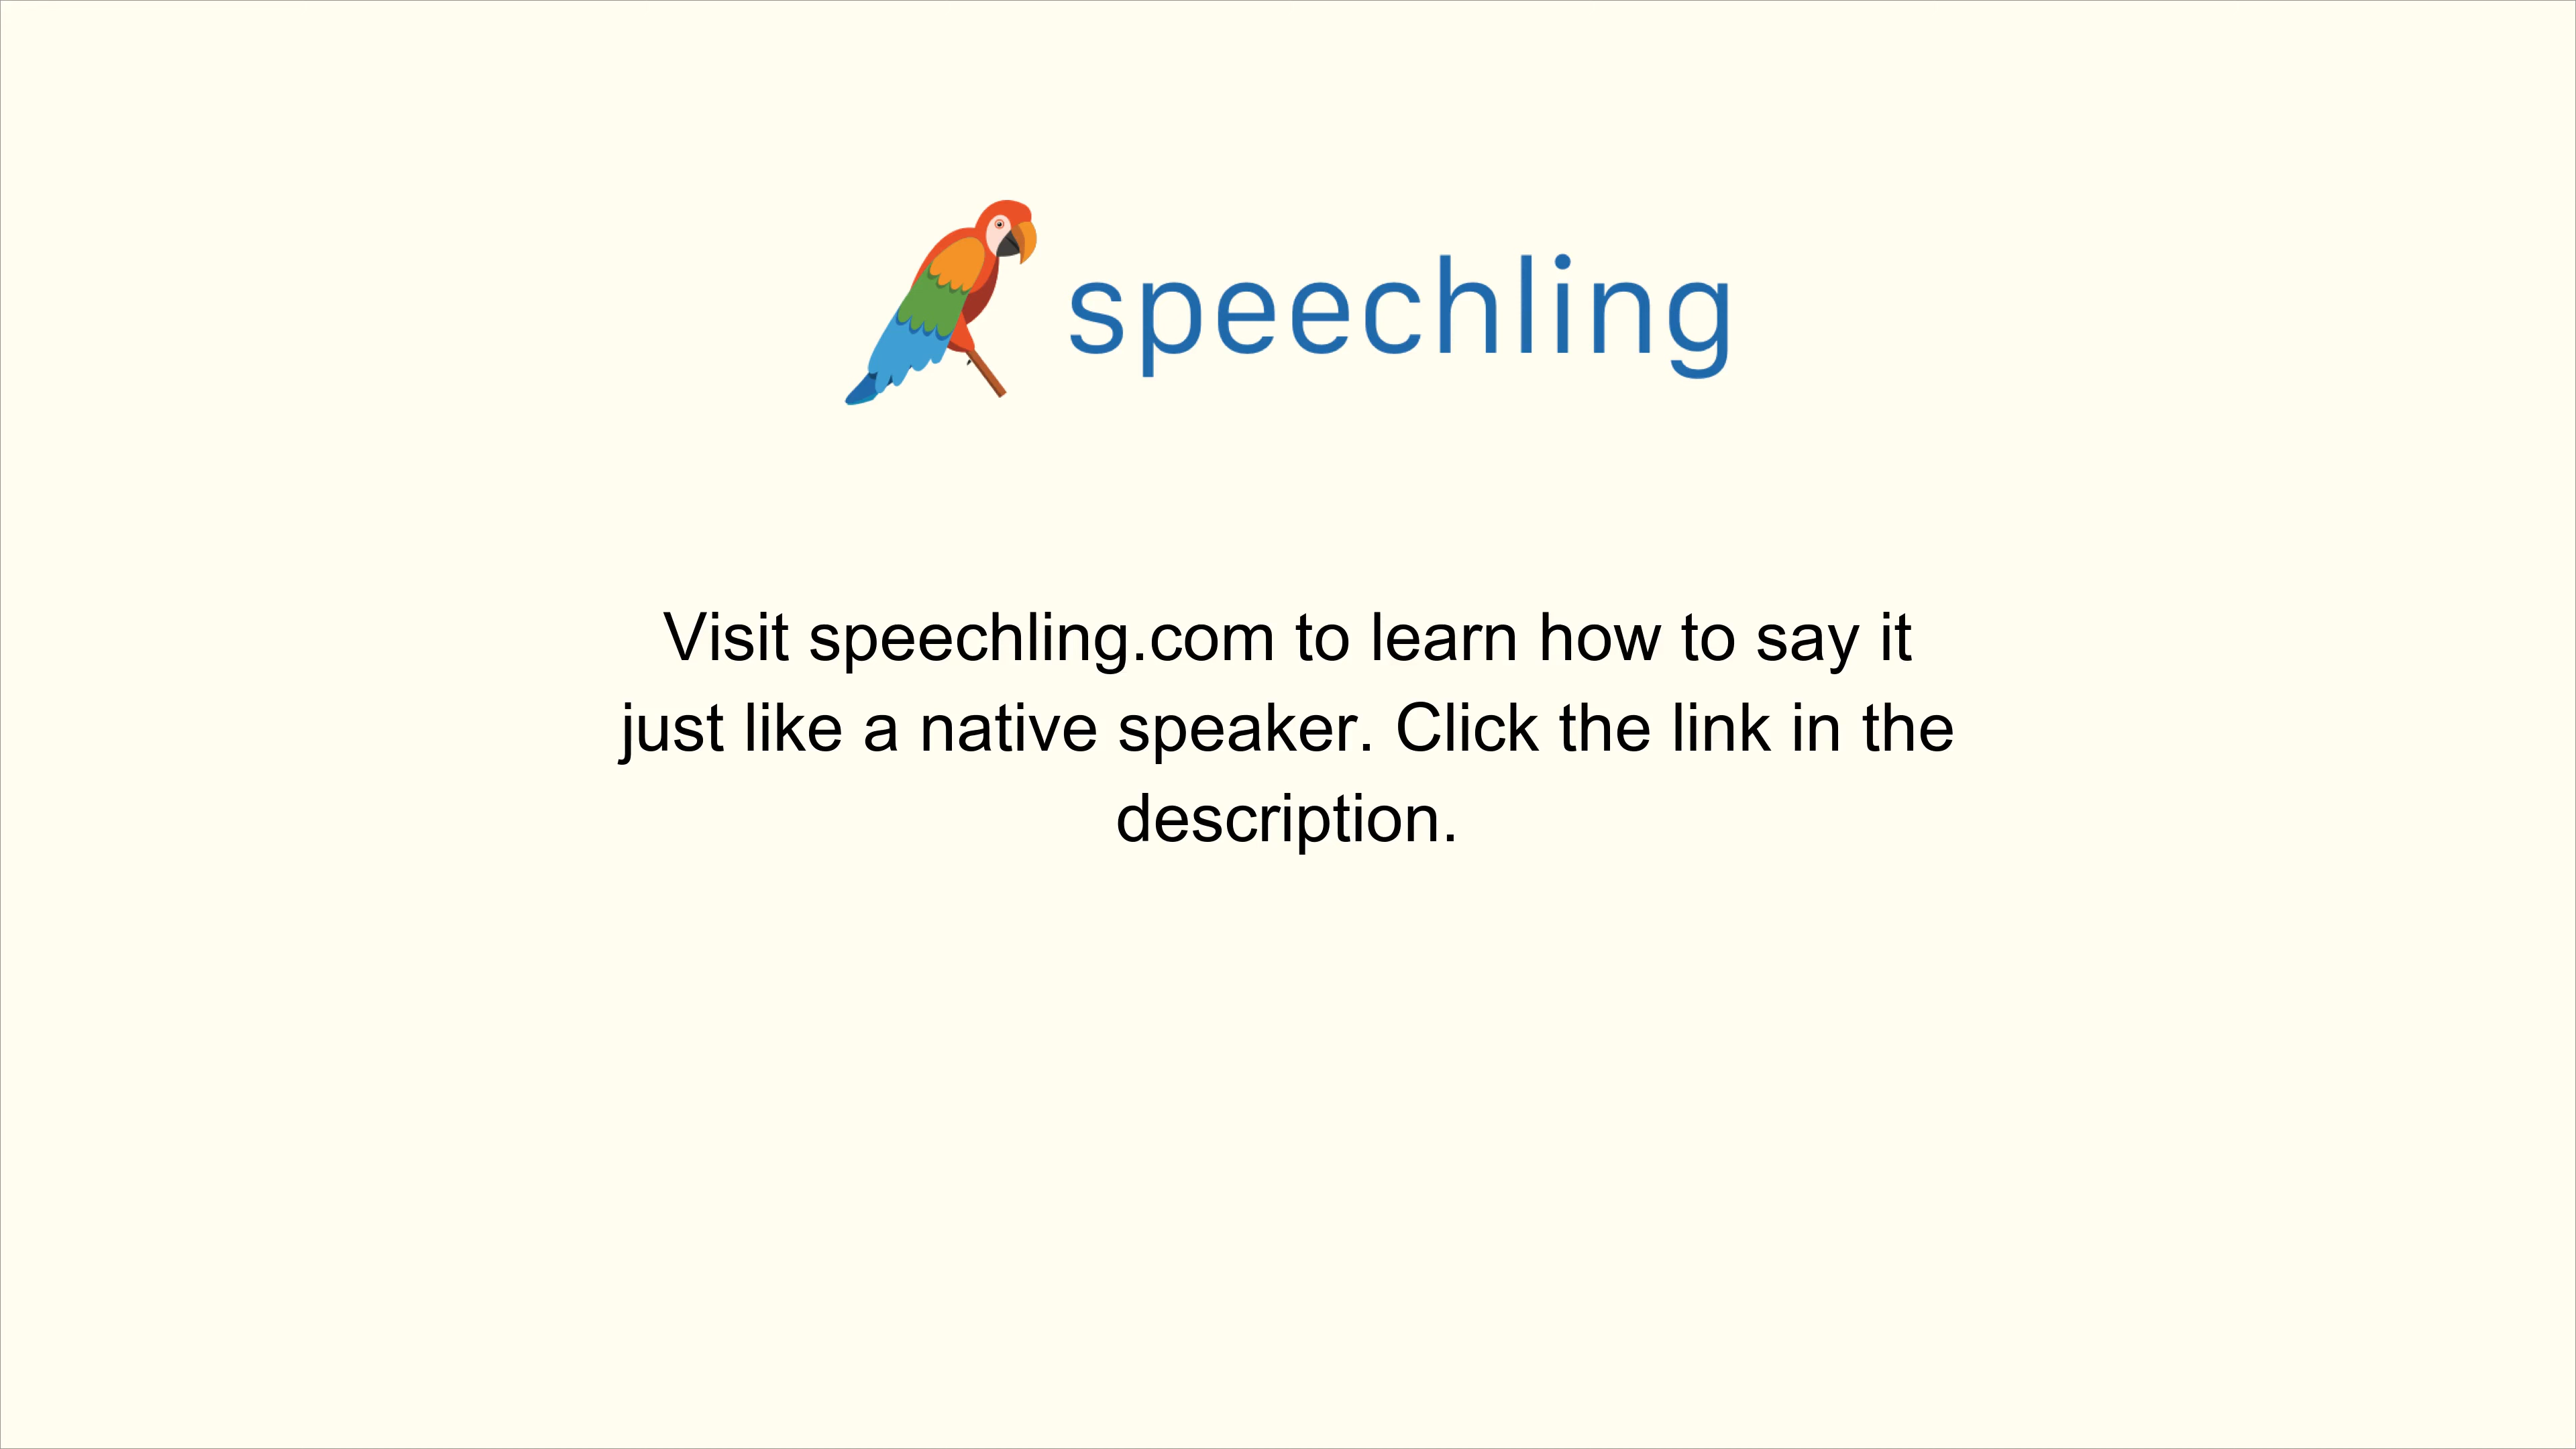 speechling
Visit speechling.com to learn how to say it
just like a native speaker. Click the link in the
description.